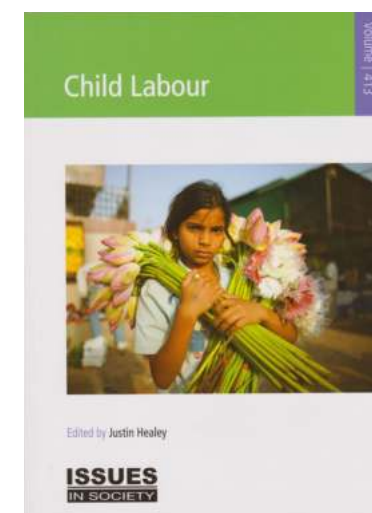 Volume | 413
Child Labour
Edited by Justin Healey
ISSUES
IN SOCIETY